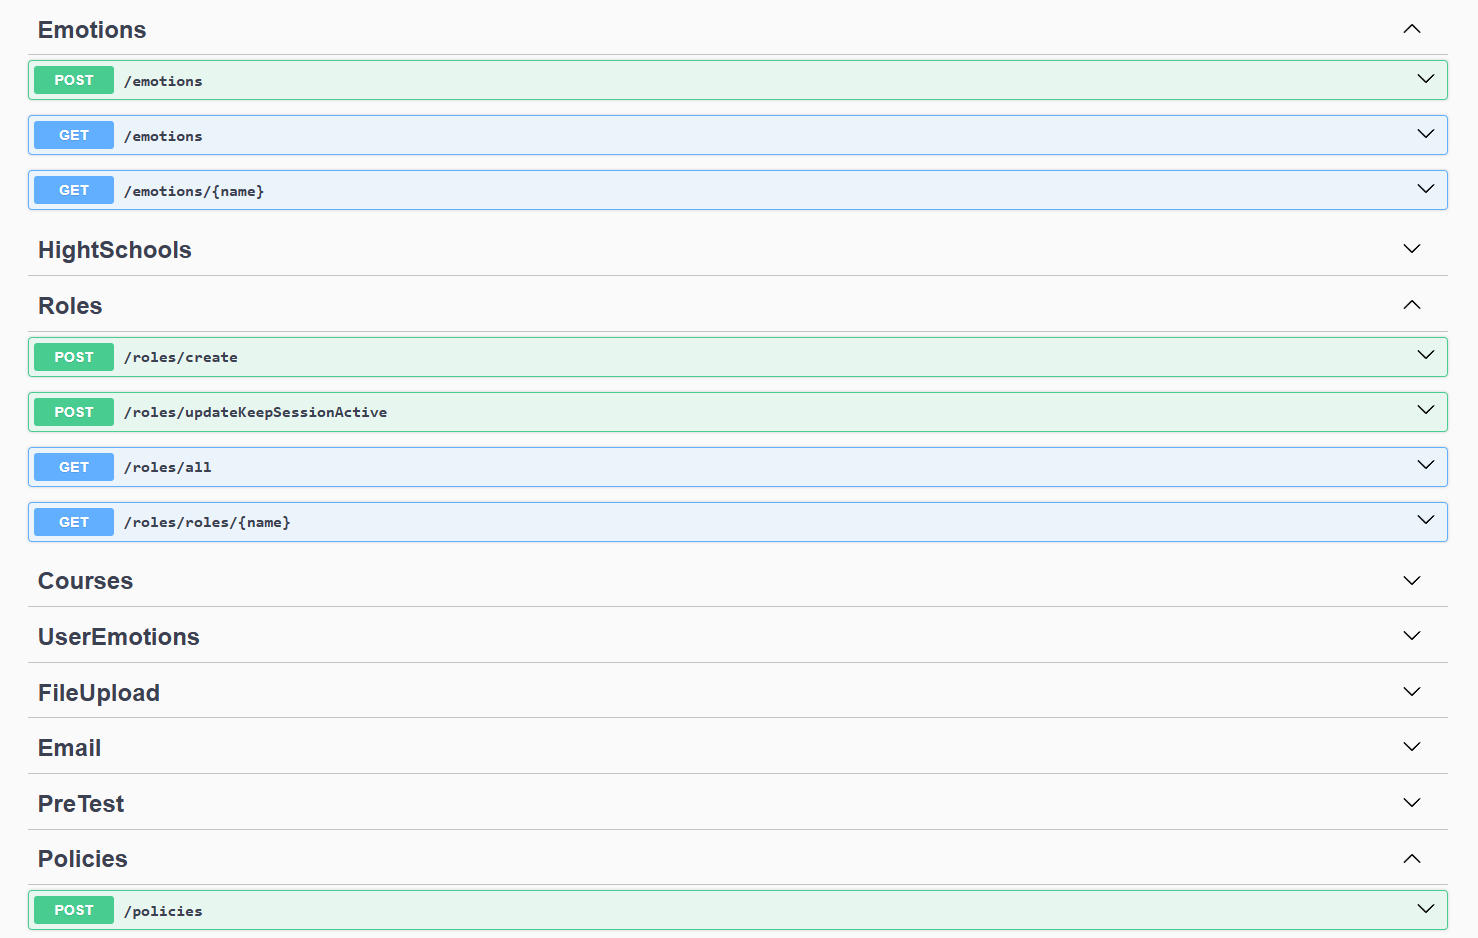 Emotions
POST /emotions
GET /emotions
GET /emotions/{name}
HightSchools
Roles
POST /roles/create
POST /roles/updateKeepSessionActive
GET /roles/all
GET /roles/roles/{name}
Courses
UserEmotions
FileUpload
Email
PreTest
Policies
POST /policies